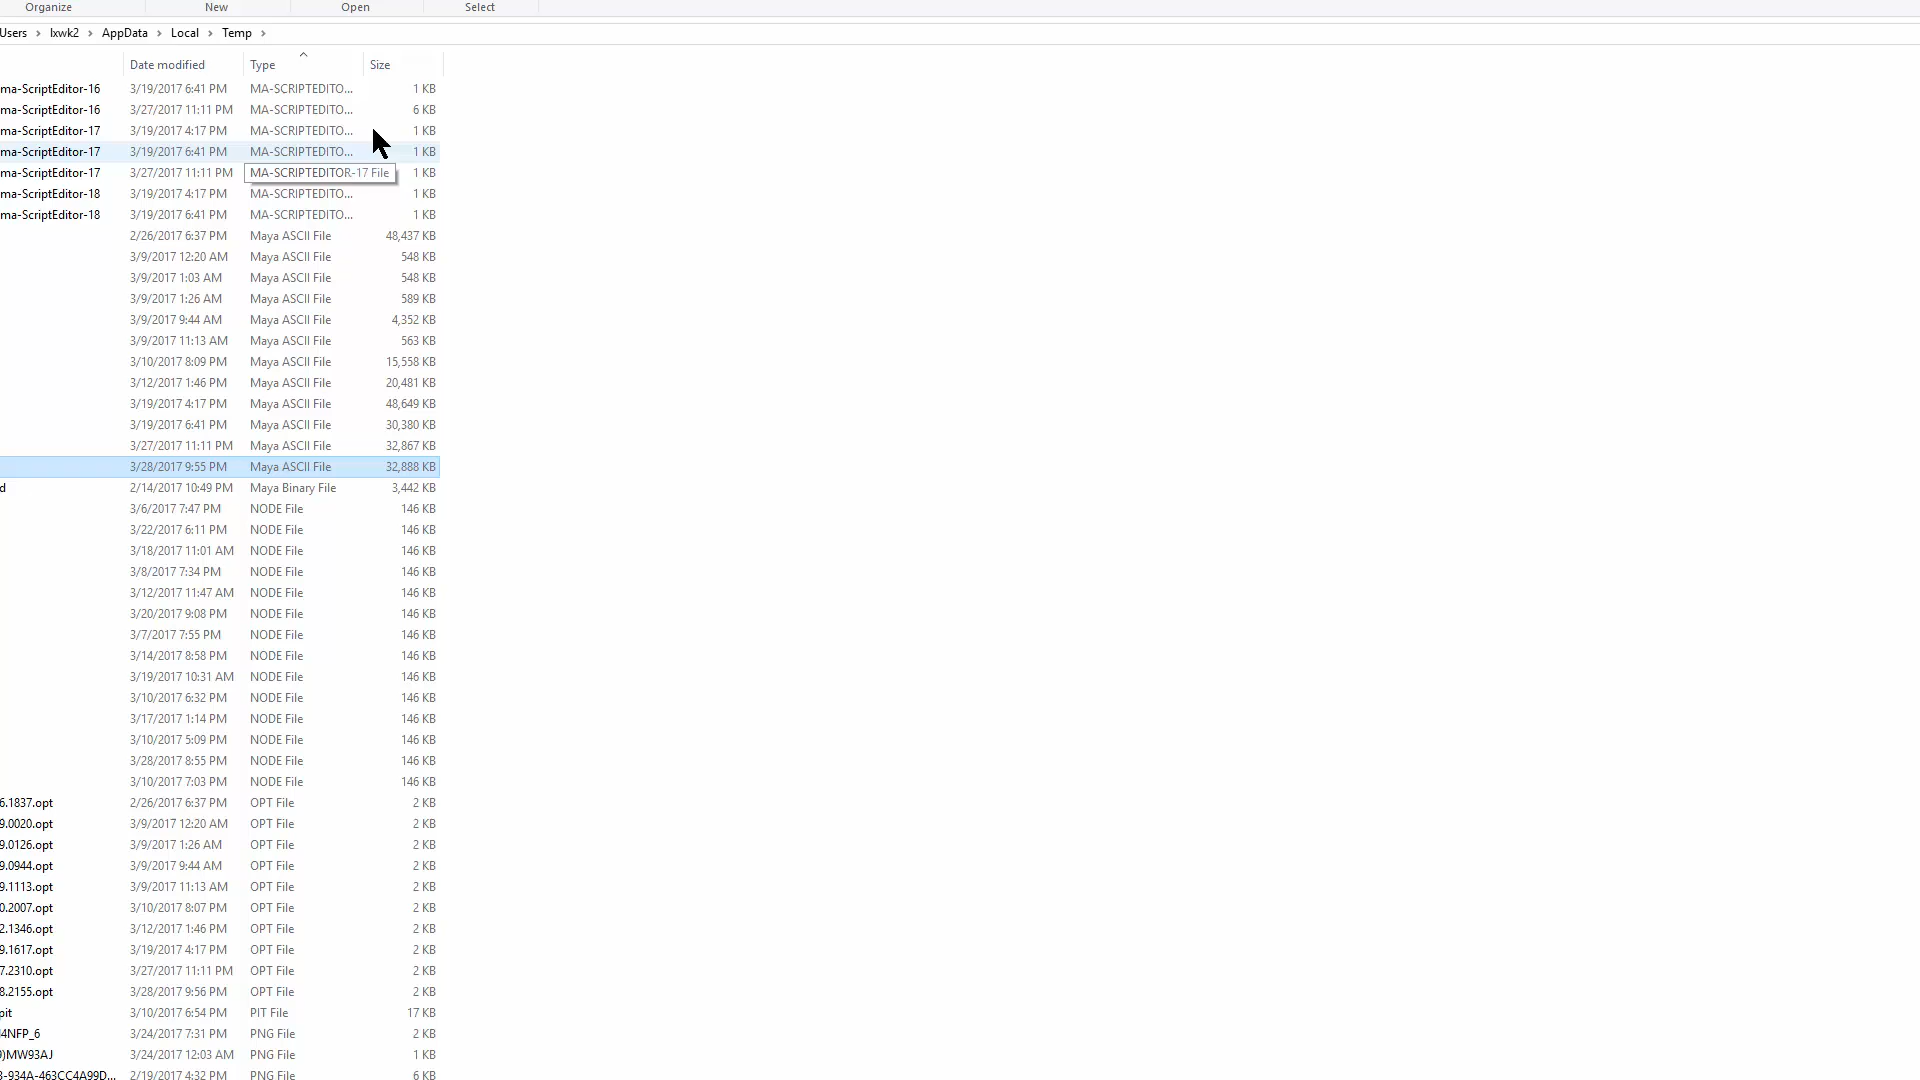 Organize New Open Select
Users > lxwk2 > AppData > Local > Temp >
Date modified Type Size
ma-ScriptEditor-16 3/19/2017 6:41 PM MA-SCRIPTEDITO... 1 KB
ma-ScriptEditor-16 3/27/2017 11:11 PM MA-SCRIPTEDITO... 6 KB
ma-ScriptEditor-17 3/19/2017 4:17 PM MA-SCRIPTEDITO... 1 KB
ma-ScriptEditor-17 3/19/2017 6:41 PM MA-SCRIPTEDITO... 1 KB
ma-ScriptEditor-17 3/27/2017 11:11 PM MA-SCRIPTEDITOR-17 File 1 KB
ma-ScriptEditor-18 3/19/2017 4:17 PM MA-SCRIPTEDITO... 1 KB
ma-ScriptEditor-18 3/19/2017 6:41 PM MA-SCRIPTEDITO... 1 KB
2/26/2017 6:37 PM Maya ASCII File 48,437 KB
3/9/2017 12:20 AM Maya ASCII File 548 KB
3/9/2017 1:03 AM Maya ASCII File 548 KB
3/9/2017 1:26 AM Maya ASCII File 589 KB
3/9/2017 9:44 AM Maya ASCII File 4,352 KB
3/9/2017 11:13 AM Maya ASCII File 563 KB
3/10/2017 8:09 PM Maya ASCII File 15,558 KB
3/12/2017 1:46 PM Maya ASCII File 20,481 KB
3/19/2017 4:17 PM Maya ASCII File 48,649 KB
3/19/2017 6:41 PM Maya ASCII File 30,380 KB
3/27/2017 11:11 PM Maya ASCII File 32,867 KB
3/28/2017 9:55 PM Maya ASCII File 32,888 KB
d 2/14/2017 10:49 PM Maya Binary File 3,442 KB
3/6/2017 7:47 PM NODE File 146 KB
3/22/2017 6:11 PM NODE File 146 KB
3/18/2017 11:01 AM NODE File 146 KB
3/8/2017 7:34 PM NODE File 146 KB
3/12/2017 11:47 AM NODE File 146 KB
3/20/2017 9:08 PM NODE File 146 KB
3/7/2017 7:55 PM NODE File 146 KB
3/14/2017 8:58 PM NODE File 146 KB
3/19/2017 10:31 AM NODE File 146 KB
3/10/2017 6:32 PM NODE File 146 KB
3/17/2017 1:14 PM NODE File 146 KB
3/10/2017 5:09 PM NODE File 146 KB
3/28/2017 8:55 PM NODE File 146 KB
3/10/2017 7:03 PM NODE File 146 KB
6.1837.opt 2/26/2017 6:37 PM OPT File 2 KB
9.0020.opt 3/9/2017 12:20 AM OPT File 2 KB
9.0126.opt 3/9/2017 1:26 AM OPT File 2 KB
9.0944.opt 3/9/2017 9:44 AM OPT File 2 KB
9.1113.opt 3/9/2017 11:13 AM OPT File 2 KB
0.2007.opt 3/10/2017 8:07 PM OPT File 2 KB
2.1346.opt 3/12/2017 1:46 PM OPT File 2 KB
9.1617.opt 3/19/2017 4:17 PM OPT File 2 KB
7.2310.opt 3/27/2017 11:11 PM OPT File 2 KB
8.2155.opt 3/28/2017 9:56 PM OPT File 2 KB
pit 3/10/2017 6:54 PM PIT File 17 KB
4NFP_6 3/24/2017 7:31 PM PNG File 2 KB
)MW93AJ 3/24/2017 12:03 AM PNG File 1 KB
3-934A-463CC4A99D... 2/19/2017 4:32 PM PNG File 6 KB